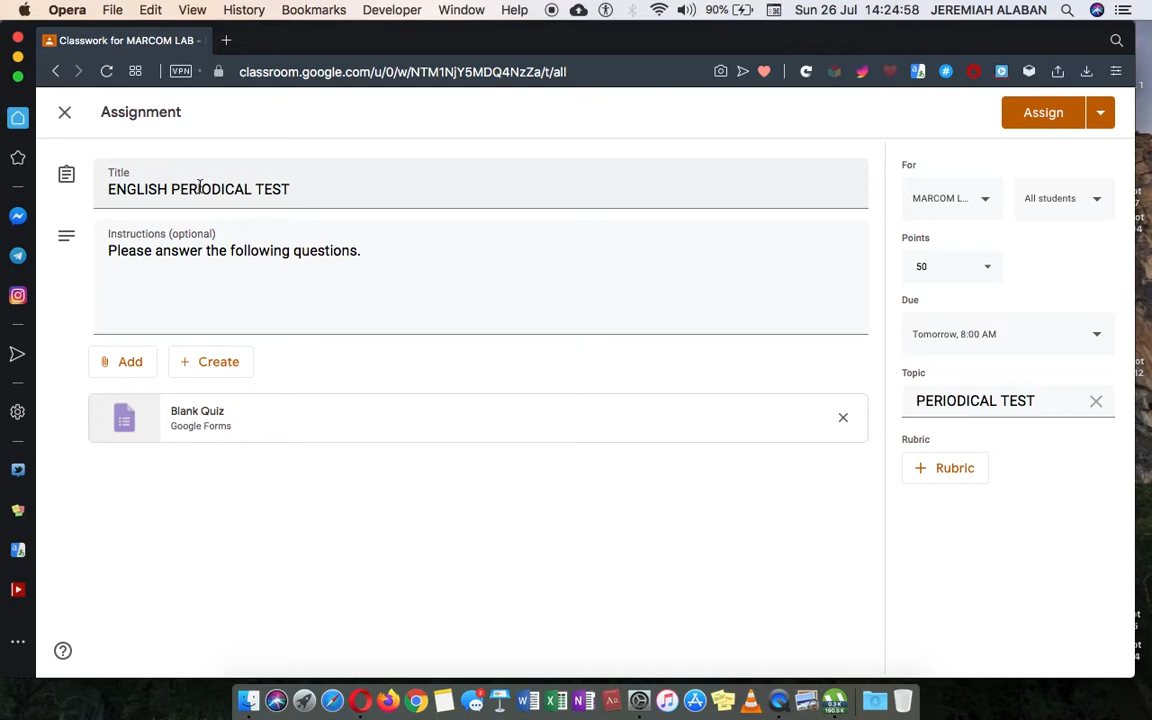 Opera File Edit View History Bookmarks Developer Window Help 90% Sun 26 Jul 14:24:58 JEREMIAH ALABAN
Classwork for MARCOM LAB -
VPN classroom.google.com/u/0/w/NTM1NjY5MDQ4NzZa/t/all
Assignment
Assign
Title
ENGLISH PERIODICAL TEST
Instructions (optional)
Please answer the following questions.
Add
Create
Blank Quiz
Google Forms
For
MARCOM L... All students
Points
50
Due
Tomorrow, 8:00 AM
Topic
PERIODICAL TEST
Rubric
Rubric